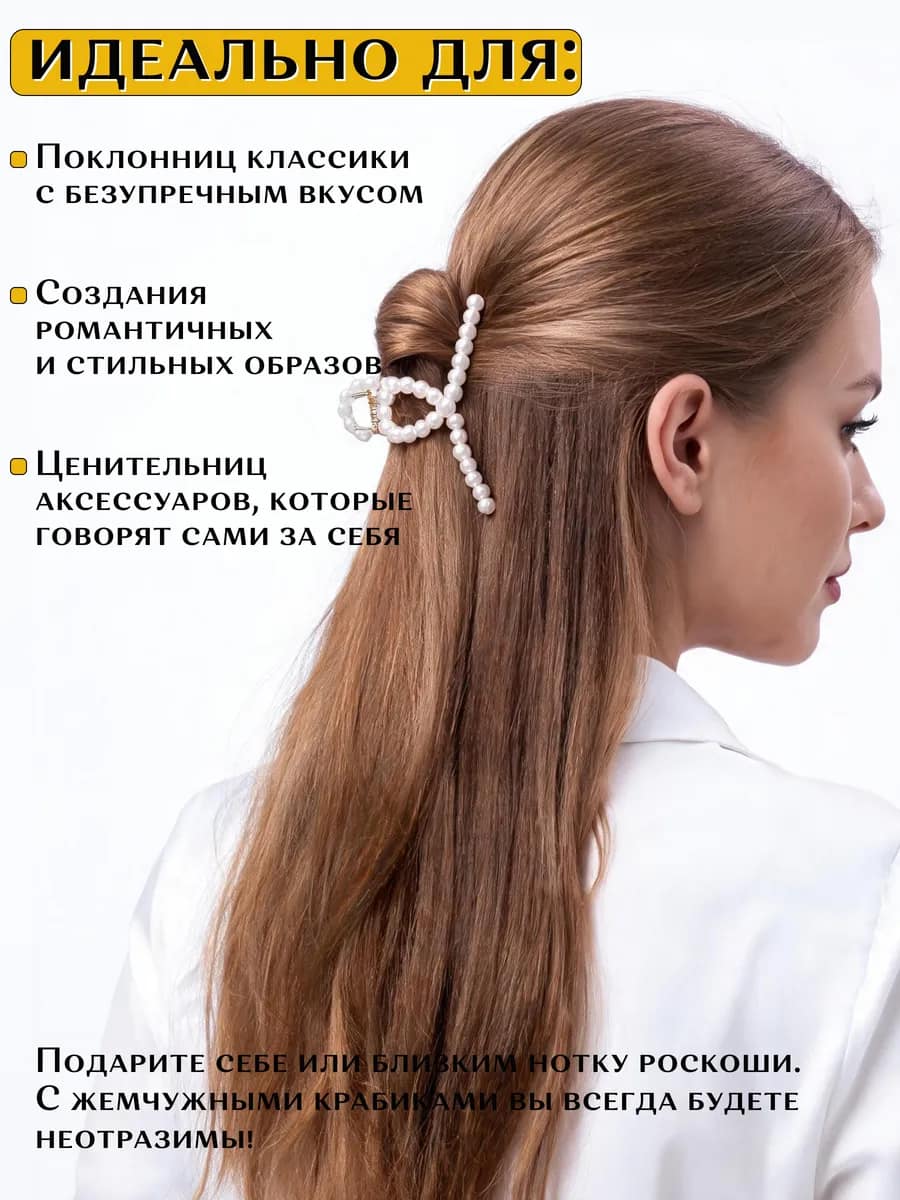 ИДЕАЛЬНО ДЛЯ:
Поклонниц классики
с безупречным вкусом
Создания
романтичных
и стильных образов
Ценительниц
аксессуаров, которые
говорят сами за себя
Подарите себе или близким нотку роскоши.
С жемчужными крабиками вы всегда будете
неотразимы!